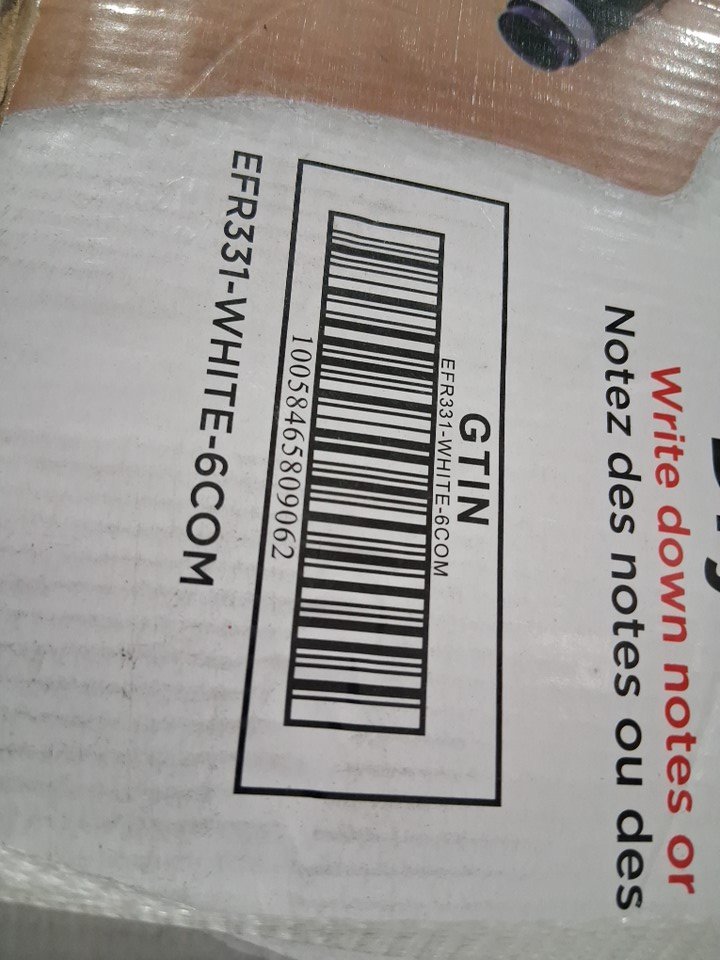 Write down notes or
Notez des notes ou des
GTIN
EFR331-WHITE-6COM
10058465809062
EFR331-WHITE-6COM